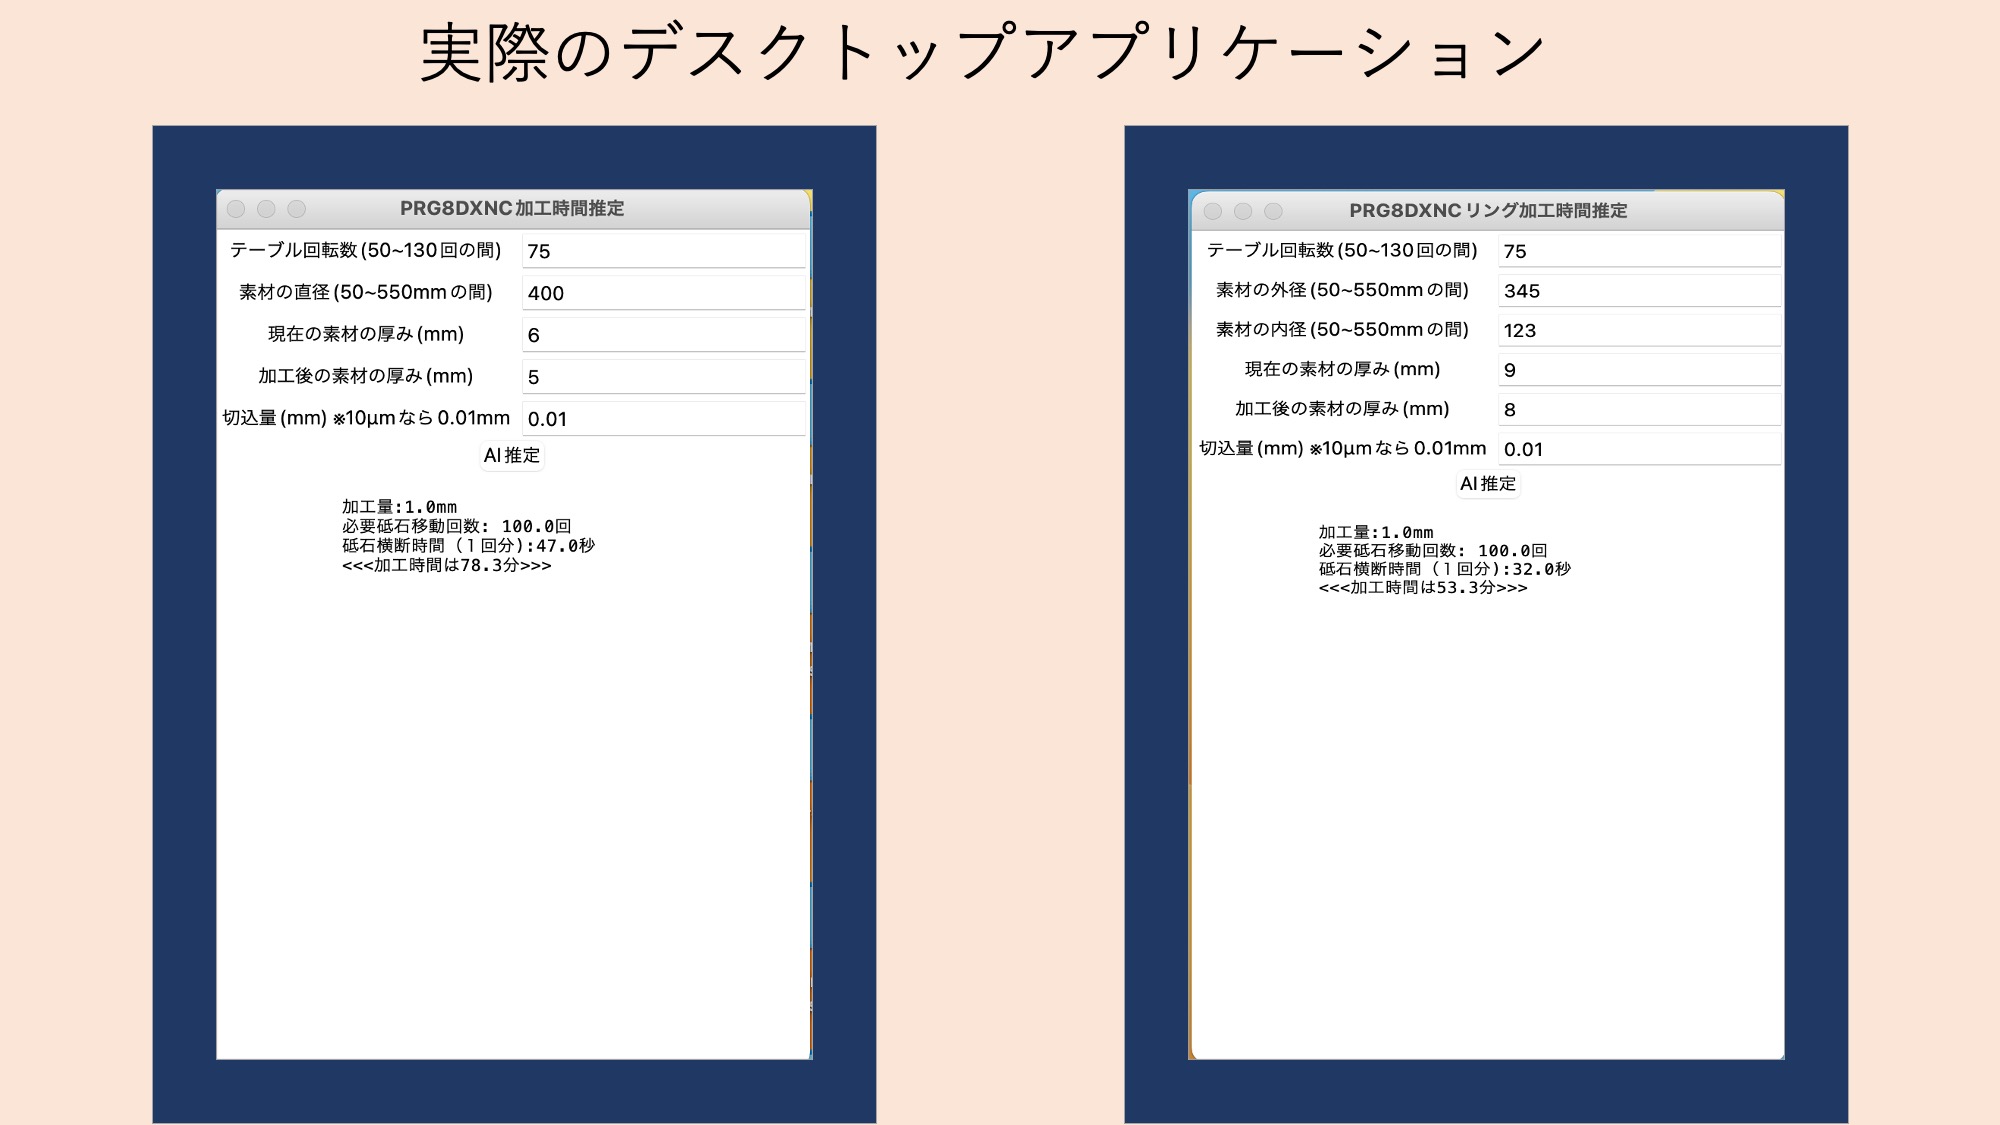 実際のデスクトップアプリケーション
PRG8DXNC加工時間推定
テーブル回転数(50~130回の間) 75
素材の直径(50~550mmの間) 400
現在の素材の厚み(mm) 6
加工後の素材の厚み(mm) 5
切込量(mm) ※10μmなら0.01mm 0.01
AI推定
加工量:1.0mm
必要砥石移動回数: 100.0回
砥石横断時間（１回分):47.0秒
<<<加工時間は78.3分>>>
PRG8DXNCリング加工時間推定
テーブル回転数(50~130回の間) 75
素材の外径(50~550mmの間) 345
素材の内径(50~550mmの間) 123
現在の素材の厚み(mm) 9
加工後の素材の厚み(mm) 8
切込量(mm) ※10μmなら0.01mm 0.01
AI推定
加工量:1.0mm
必要砥石移動回数: 100.0回
砥石横断時間（１回分):32.0秒
<<<加工時間は53.3分>>>